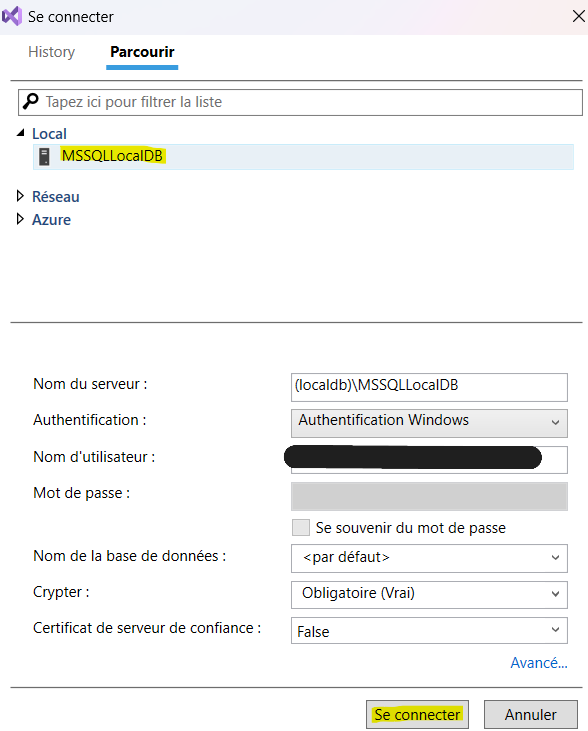 Se connecter
History Parcourir
Tapez ici pour filtrer la liste
Local
MSSQLLocalDB
Réseau
Azure
Nom du serveur : (localdb)\MSSQLLocalDB
Authentification : Authentification Windows
Nom d'utilisateur :
Mot de passe :
Se souvenir du mot de passe
Nom de la base de données : <par défaut>
Crypter : Obligatoire (Vrai)
Certificat de serveur de confiance : False
Avancé...
Se connecter Annuler